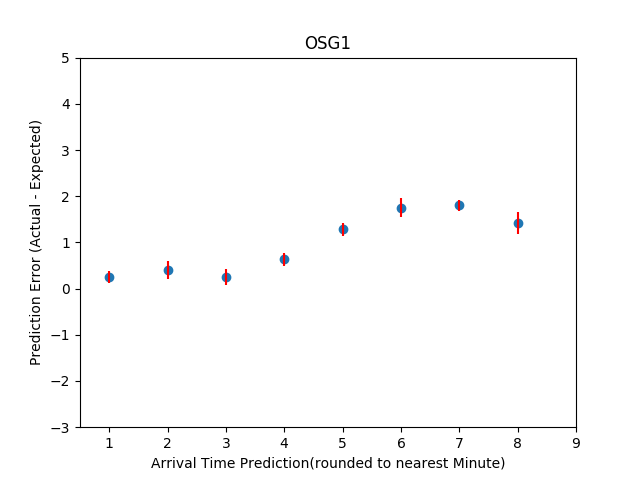 OSG1
Prediction Error (Actual - Expected)
5
4
3
2
1
0
−1
−2
−3
1 2 3 4 5 6 7 8 9
Arrival Time Prediction(rounded to nearest Minute)